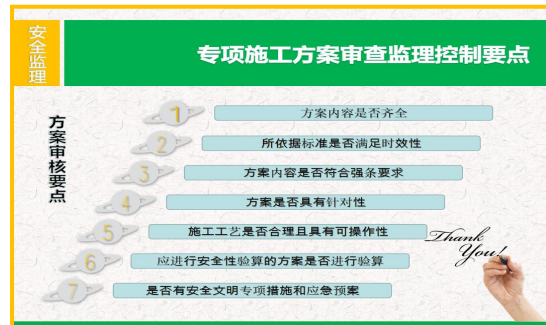 安全监理
专项施工方案审查监理控制要点
方案审核要点
1 方案内容是否齐全
2 所依据标准是否满足时效性
3 方案内容是否符合强条要求
4 方案是否具有针对性
5 施工工艺是否合理且具有可操作性
6 应进行安全性验算的方案是否进行验算
7 是否有安全文明专项措施和应急预案
Thank
You!